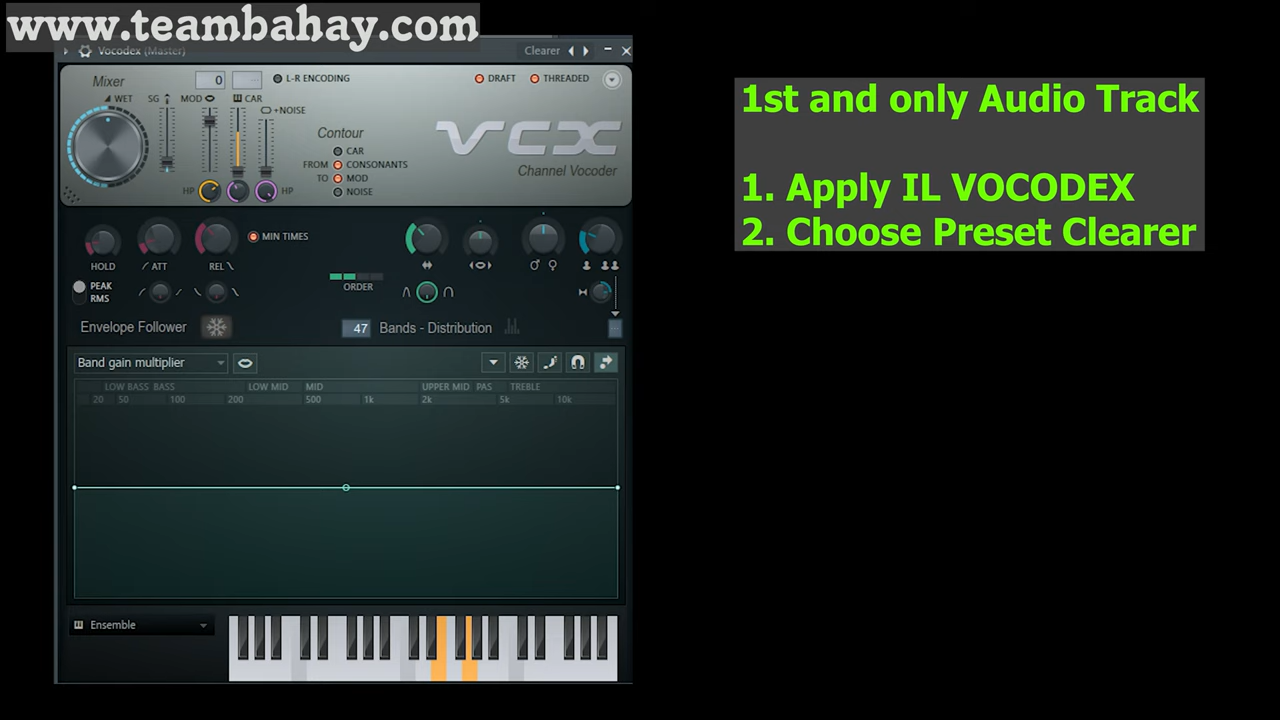 www.teambahay.com
Vocodex (Master)
Clearer
Mixer
0
L-R ENCODING
DRAFT
THREADED
WET
SG
MOD
CAR
+NOISE
Contour
CAR
FROM CONSONANTS
TO MOD
NOISE
HP
HP
VCX
Channel Vocoder
MIN TIMES
HOLD
ATT
REL
ORDER
PEAK
RMS
Envelope Follower
47 Bands - Distribution
Band gain multiplier
LOW BASS BASS LOW MID MID UPPER MID PAS TREBLE
20 50 100 200 500 1k 2k 5k 10k
Ensemble
1st and only Audio Track
1. Apply IL VOCODEX
2. Choose Preset Clearer